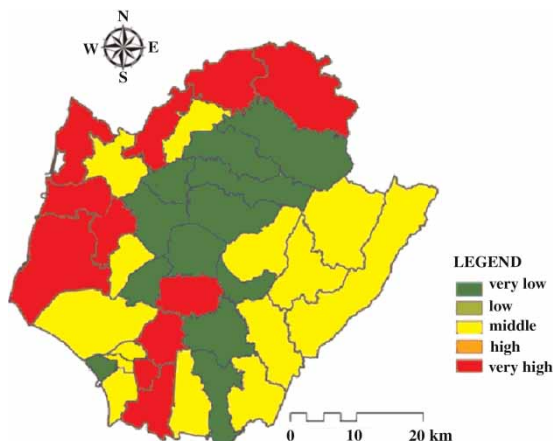 N
W E
S
LEGEND
very low
low
middle
high
very high
0 10 20 km